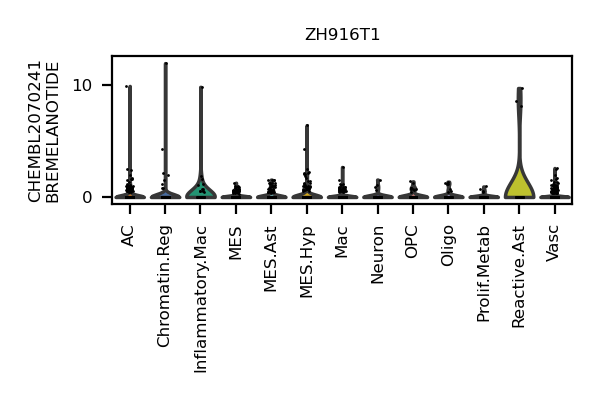 ZH916T1
CHEMBL2070241
BREMELANOTIDE
10
0
AC
Chromatin.Reg
Inflammatory.Mac
MES
MES.Ast
MES.Hyp
Mac
Neuron
OPC
Oligo
Prolif.Metab
Reactive.Ast
Vasc